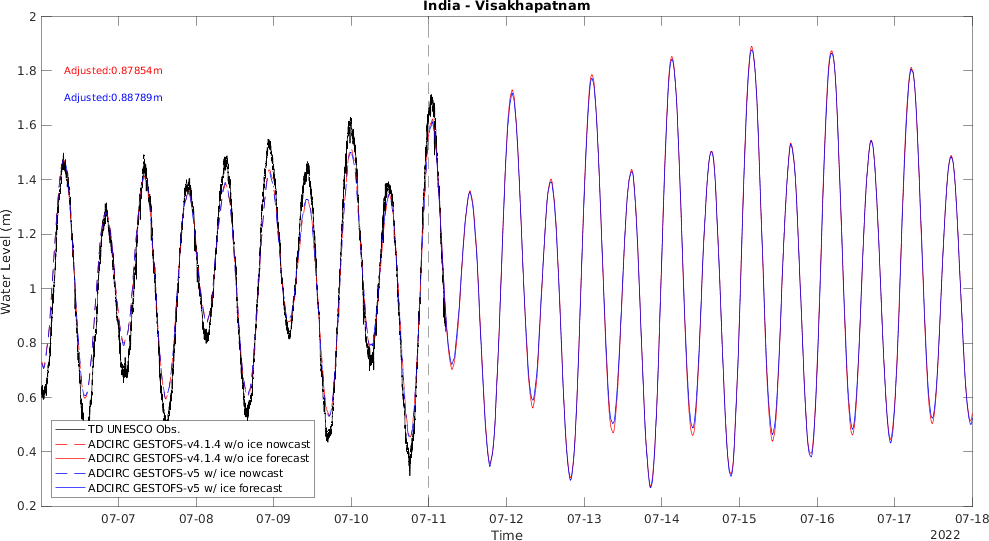 India - Visakhapatnam
2
1.8
1.6
1.4
1.2
1
0.8
0.6
0.4
0.2
Water Level (m)
Adjusted:0.87854m
Adjusted:0.88789m
TD UNESCO Obs.
ADCIRC GESTOFS-v4.1.4 w/o ice nowcast
ADCIRC GESTOFS-v4.1.4 w/o ice forecast
ADCIRC GESTOFS-v5 w/ ice nowcast
ADCIRC GESTOFS-v5 w/ ice forecast
07-07 07-08 07-09 07-10 07-11 07-12 07-13 07-14 07-15 07-16 07-17 07-18
Time
2022